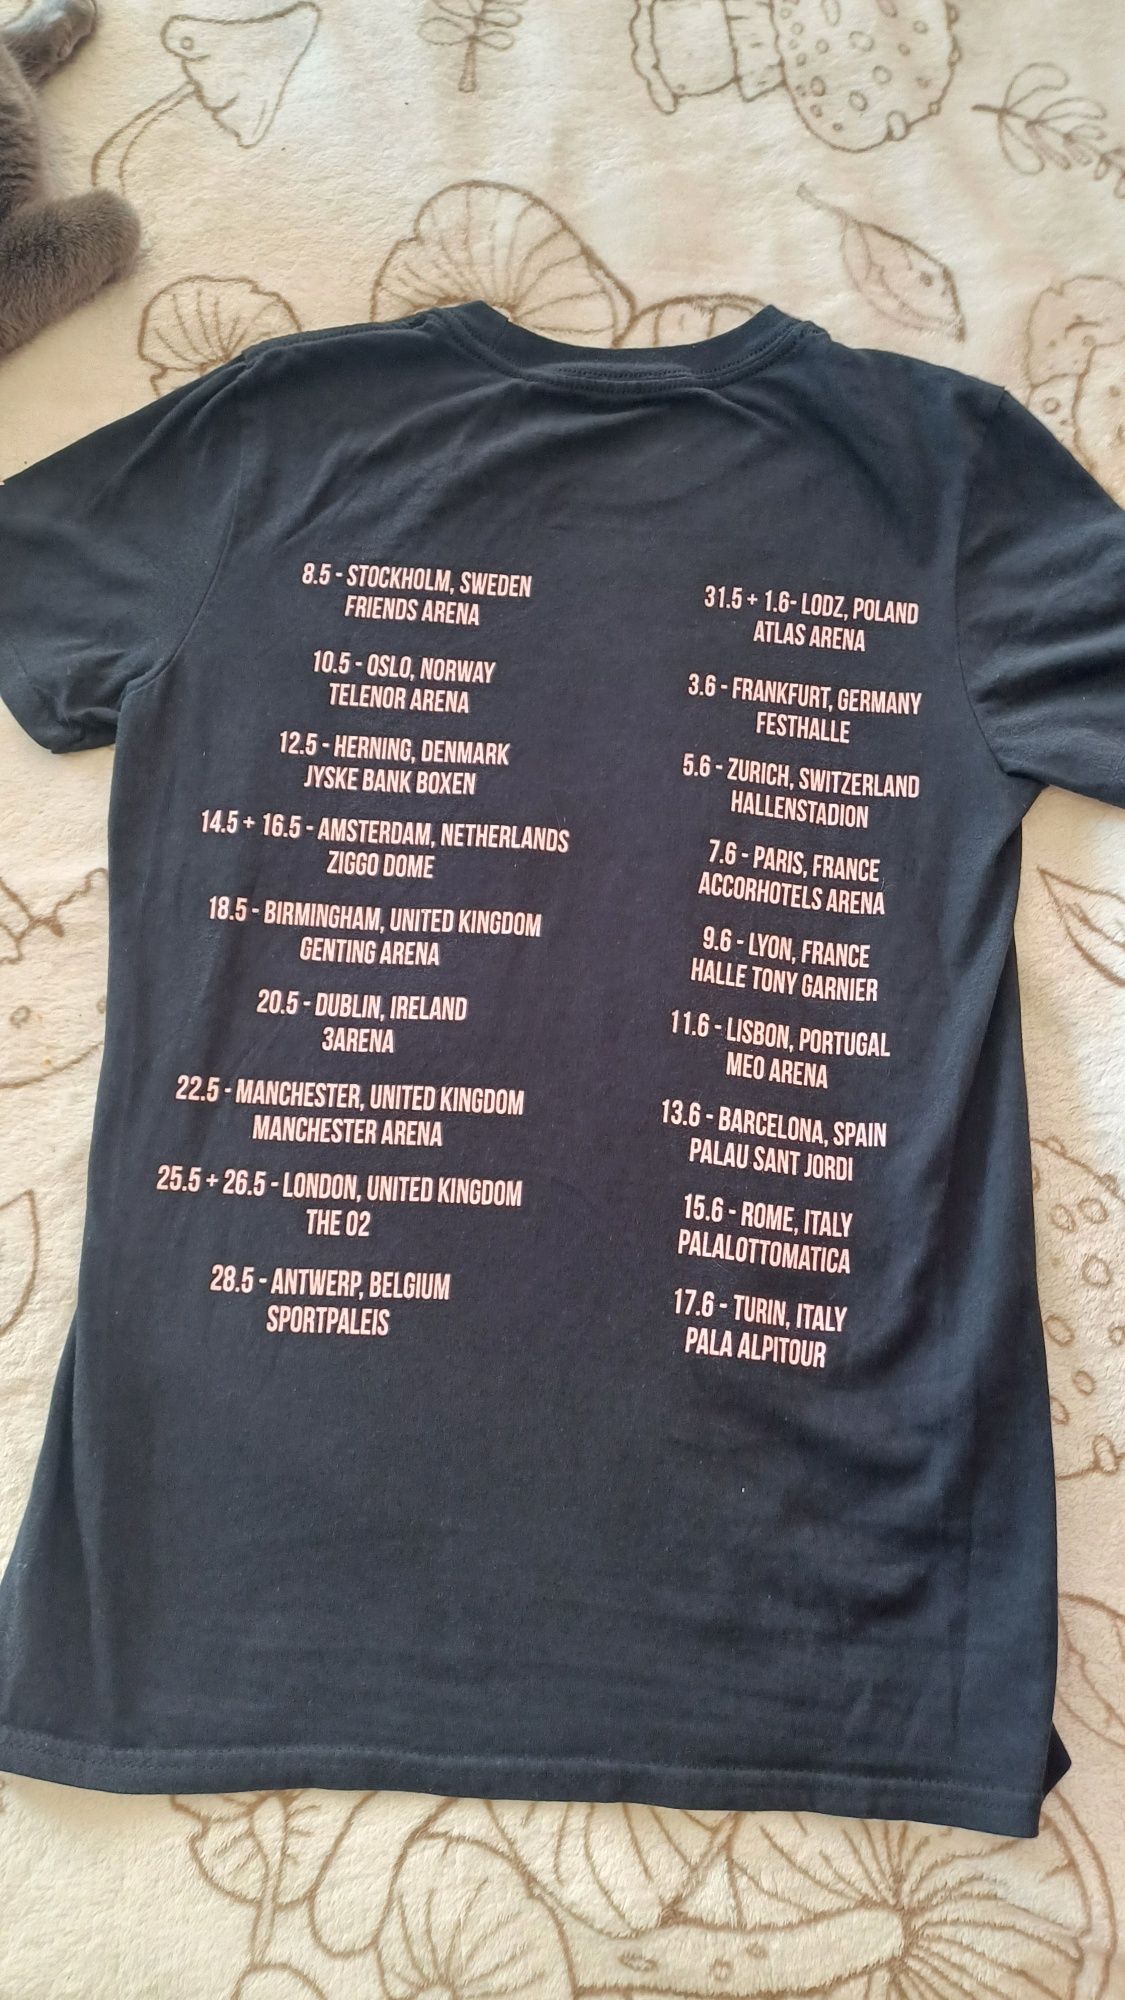 8.5 - STOCKHOLM, SWEDEN
FRIENDS ARENA
10.5 - OSLO, NORWAY
TELENOR ARENA
12.5 - HERNING, DENMARK
JYSKE BANK BOXEN
14.5 + 16.5 - AMSTERDAM, NETHERLANDS
ZIGGO DOME
18.5 - BIRMINGHAM, UNITED KINGDOM
GENTING ARENA
20.5 - DUBLIN, IRELAND
3ARENA
22.5 - MANCHESTER, UNITED KINGDOM
MANCHESTER ARENA
25.5 + 26.5 - LONDON, UNITED KINGDOM
THE O2
28.5 - ANTWERP, BELGIUM
SPORTPALEIS
31.5 + 1.6- LODZ, POLAND
ATLAS ARENA
3.6 - FRANKFURT, GERMANY
FESTHALLE
5.6 - ZURICH, SWITZERLAND
HALLENSTADION
7.6 - PARIS, FRANCE
ACCORHOTELS ARENA
9.6 - LYON, FRANCE
HALLE TONY GARNIER
11.6 - LISBON, PORTUGAL
MEO ARENA
13.6 - BARCELONA, SPAIN
PALAU SANT JORDI
15.6 - ROME, ITALY
PALALOTTOMATICA
17.6 - TURIN, ITALY
PALA ALPITOUR